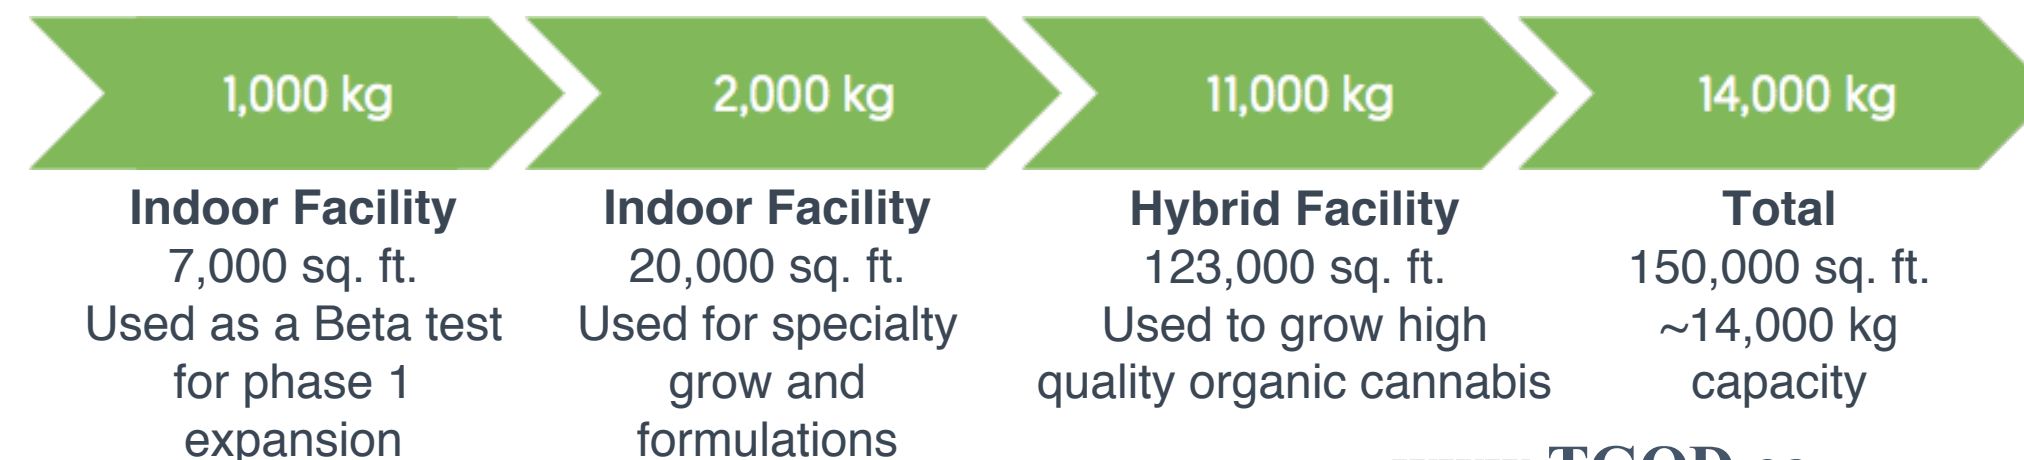 1,000 kg
2,000 kg
11,000 kg
14,000 kg
Indoor Facility
7,000 sq. ft.
Used as a Beta test
for phase 1
expansion
Indoor Facility
20,000 sq. ft.
Used for specialty
grow and
formulations
Hybrid Facility
123,000 sq. ft.
Used to grow high
quality organic cannabis
Total
150,000 sq. ft.
~14,000 kg
capacity